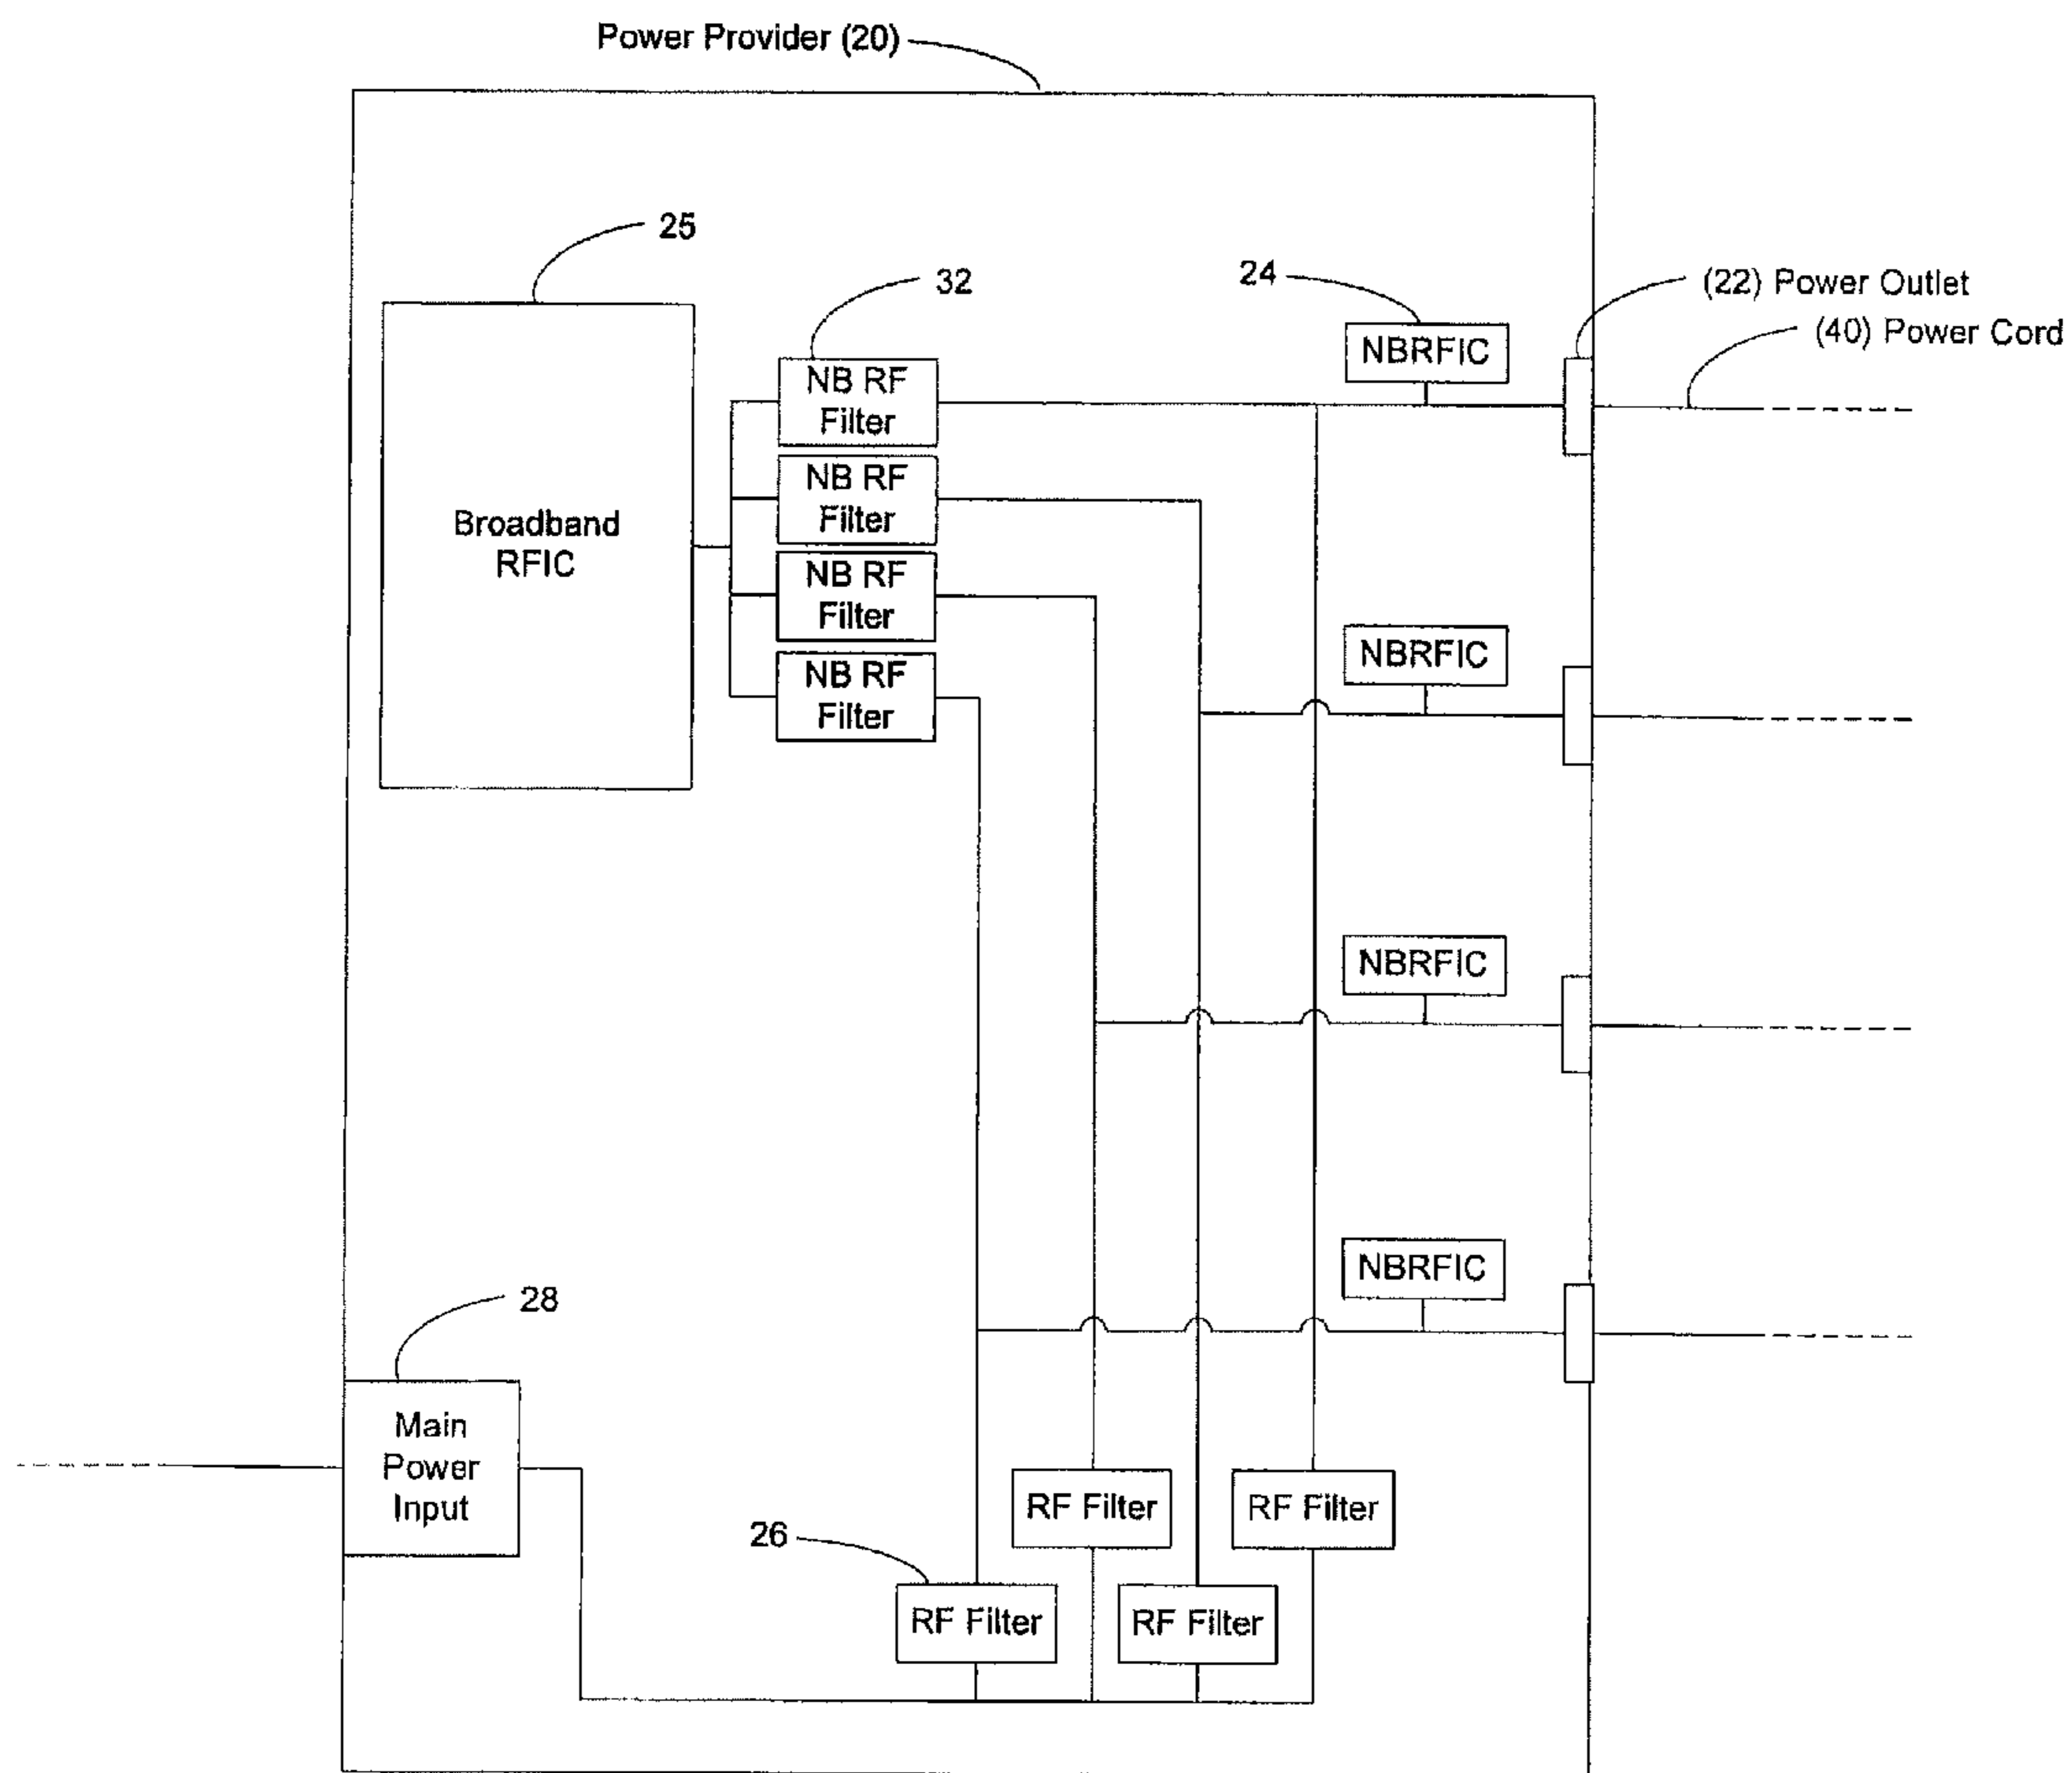 Power Provider (20)
25
32
24
(22) Power Outlet
(40) Power Cord
Broadband
RFIC
NB RF
Filter
NB RF
Filter
NB RF
Filter
NB RF
Filter
NBRFIC
NBRFIC
NBRFIC
NBRFIC
28
Main
Power
Input
26
RF Filter
RF Filter
RF Filter
RF Filter